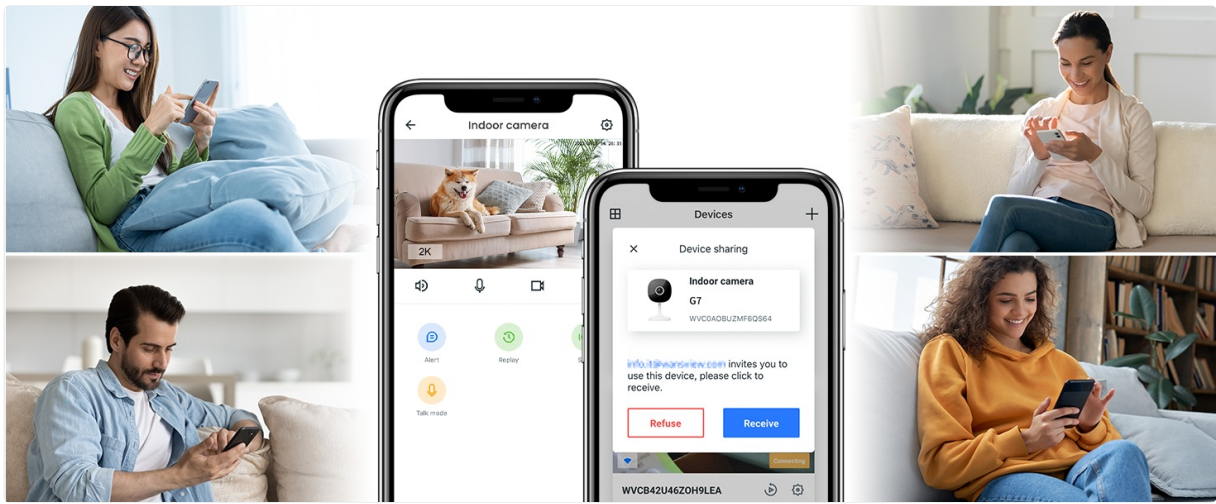 Indoor camera
2K
Alert
Replay
Talk mode
Devices
Device sharing
Indoor camera
G7
WVC0AOBUZMF6QS64
invites you to
use this device, please click to
receive.
Refuse
Receive
Connecting
WVCB42U46ZOH9LEA